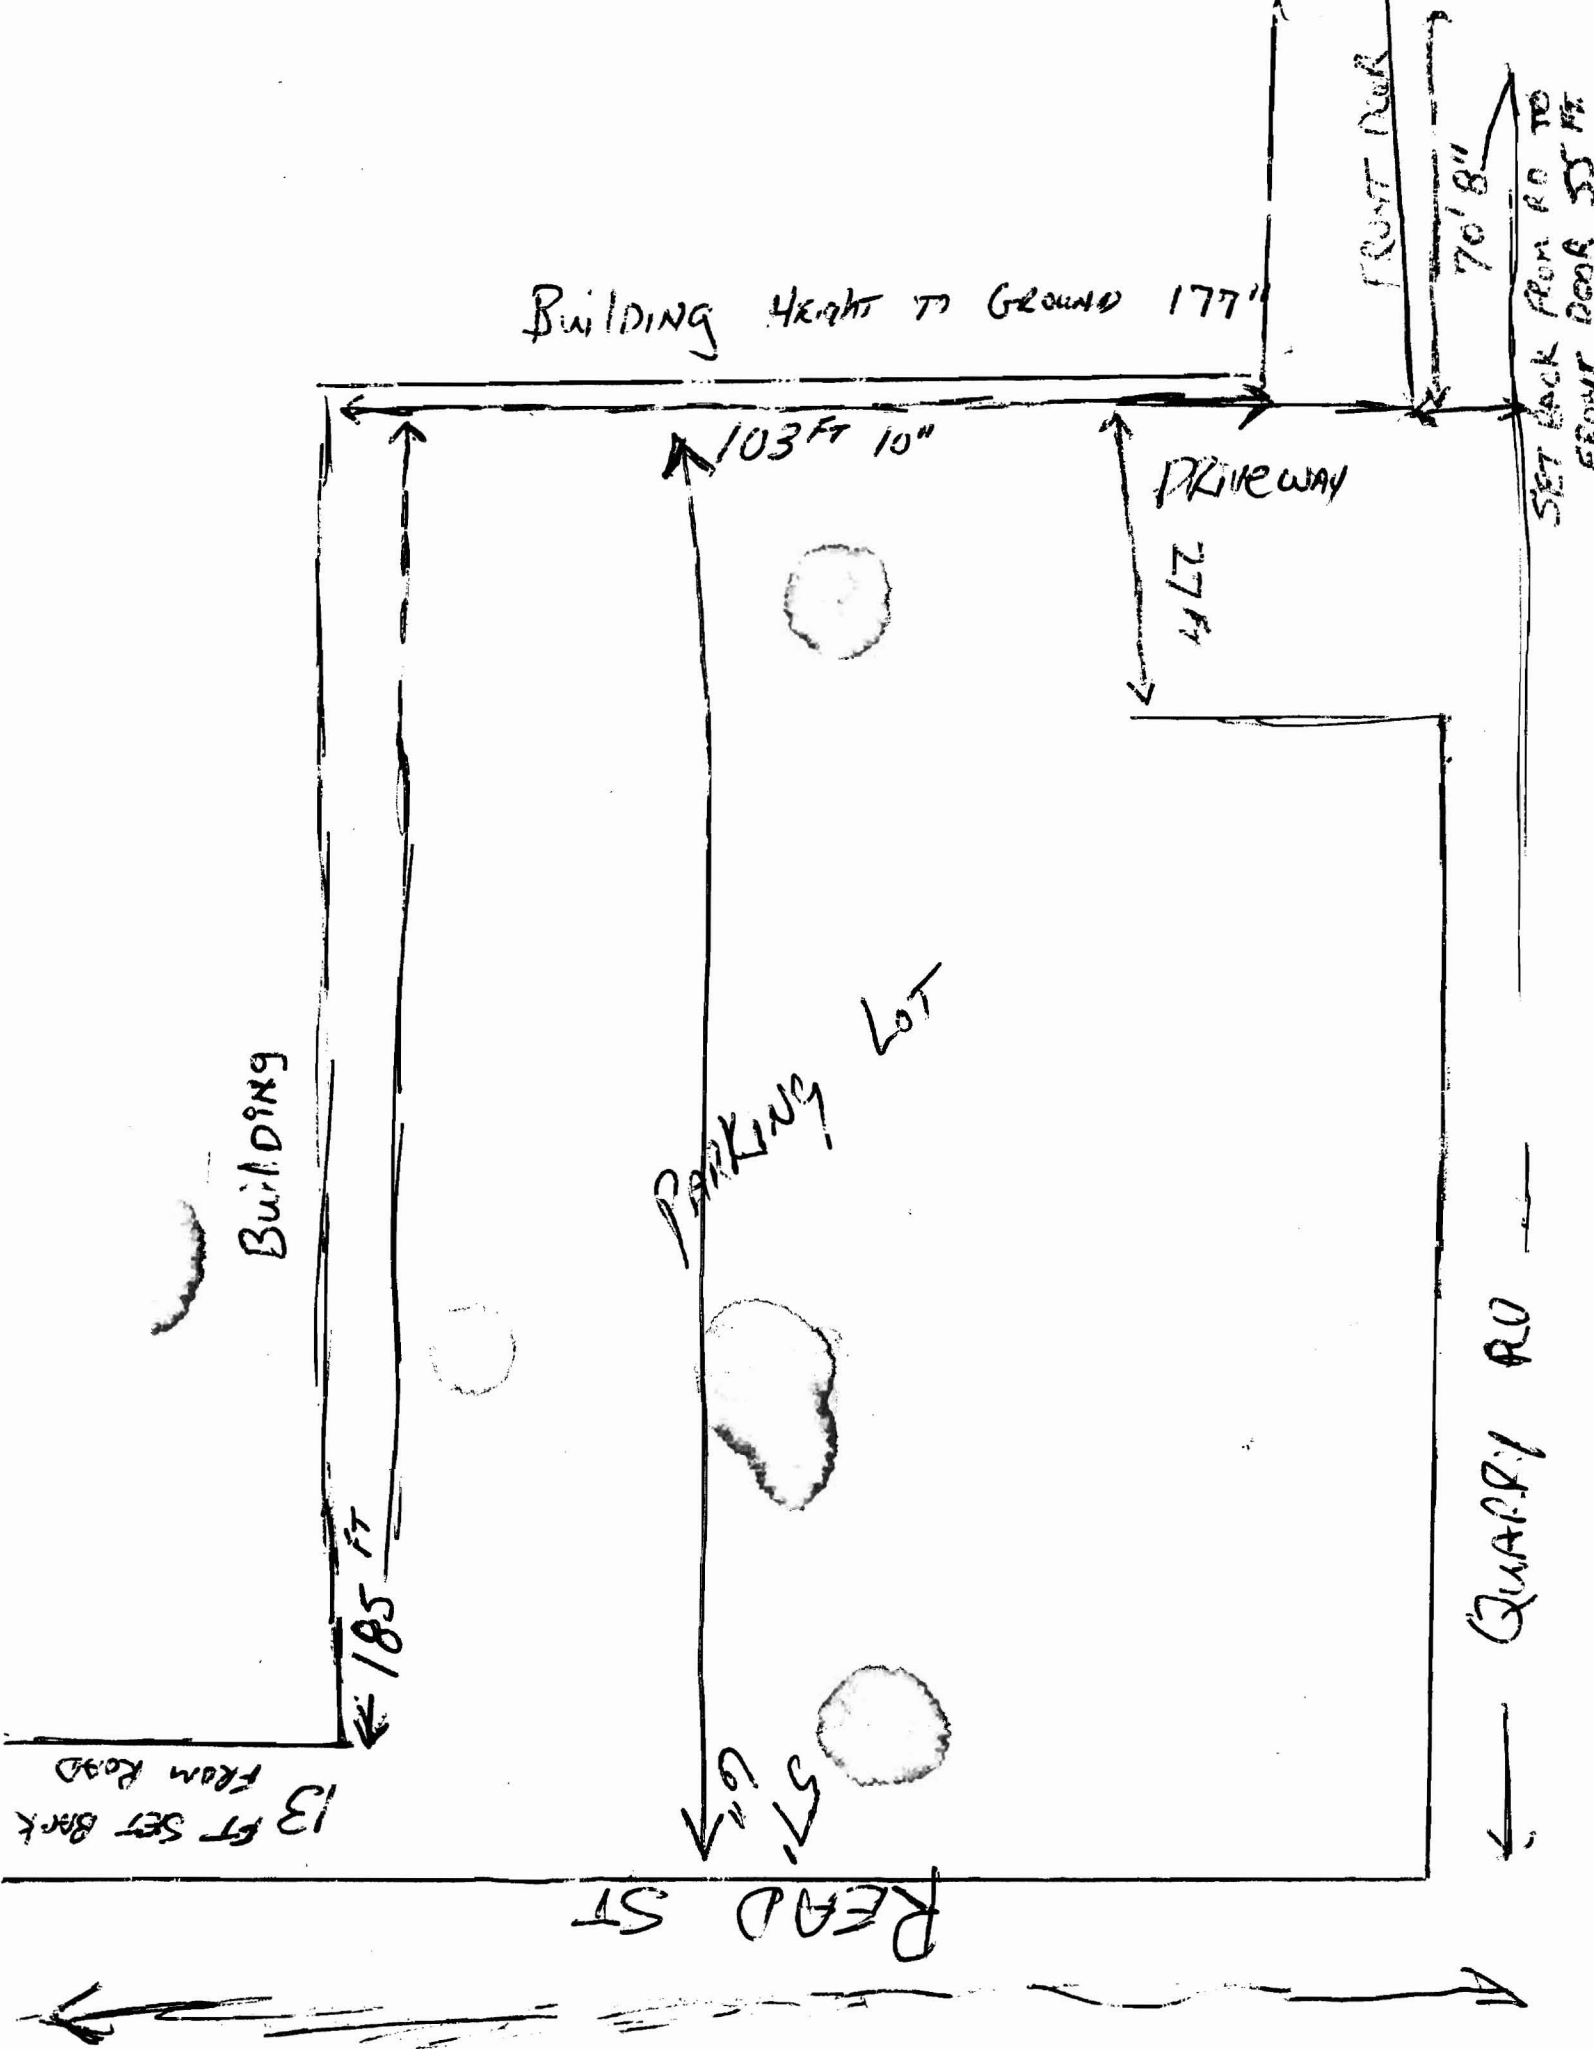 FRONT DOOR
70' 8"
SET BACK FROM RD TO
FRONT DOOR 55 FT
Building Height To GROUND 177"
103 FT 10"
DRIVEWAY
27 ft
PARKING LOT
Building
185 FT
QUARRY RD
13 FT SET BACK
FROM ROAD
READ ST